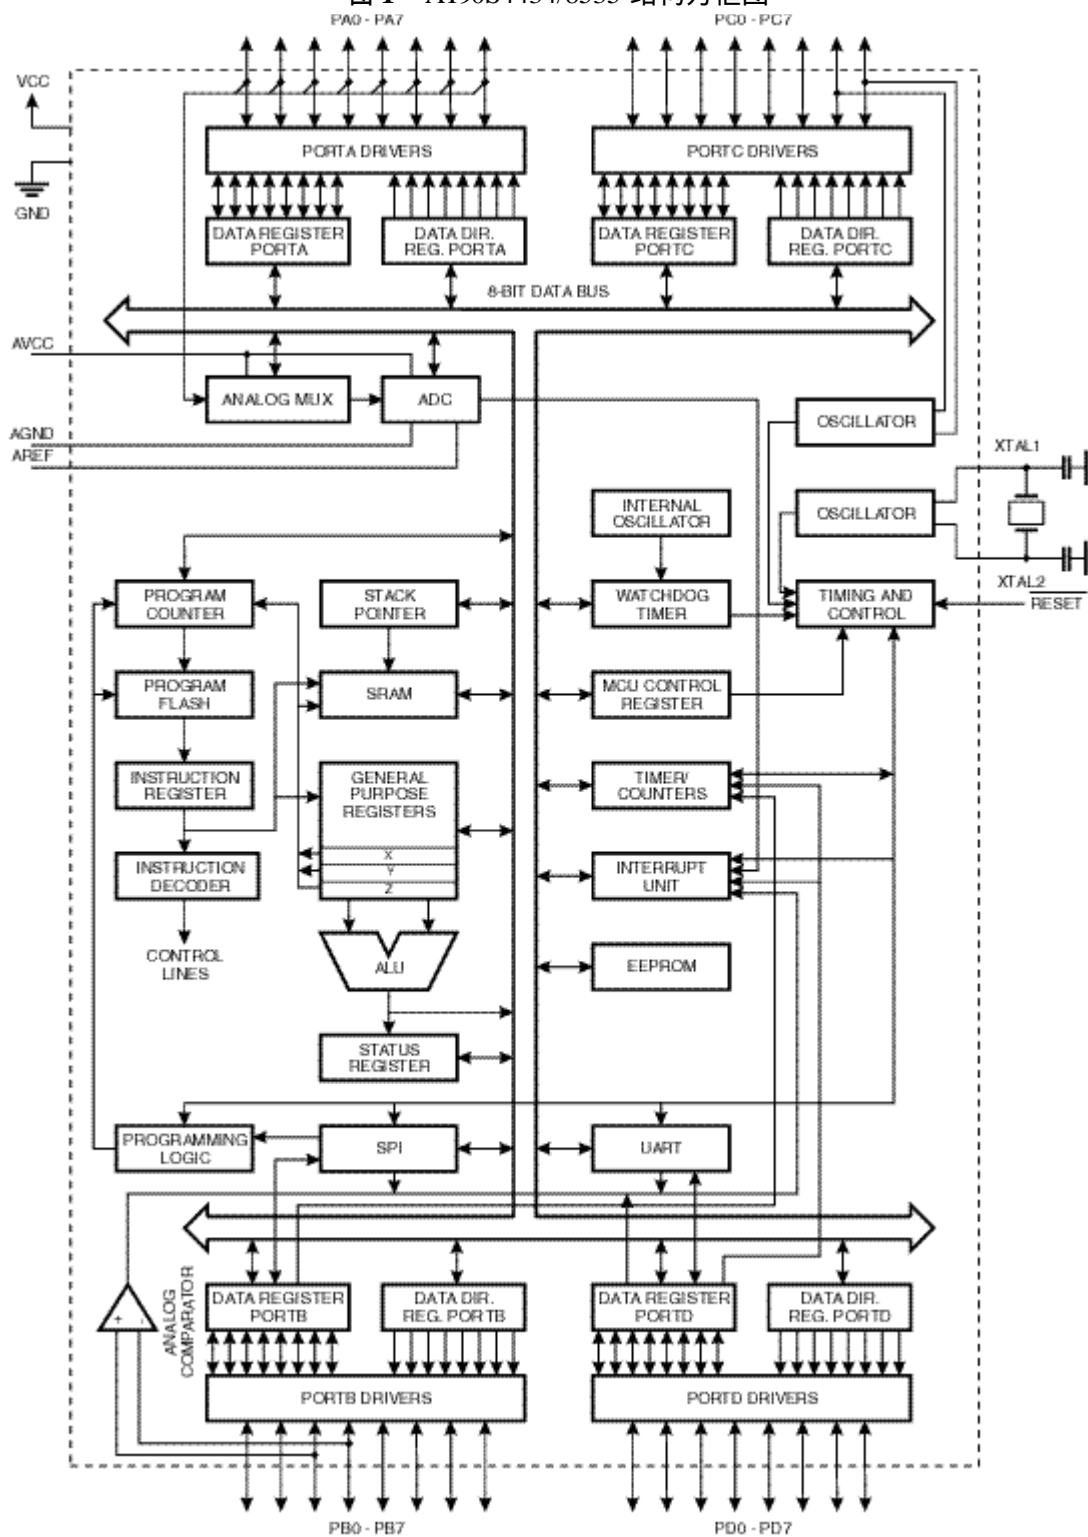 PA0 - PA7
PC0 - PC7
VCC
GND
PORTA DRIVERS
PORTC DRIVERS
DATA REGISTER
PORTA
DATA DIR.
REG. PORTA
DATA REGISTER
PORTC
DATA DIR.
REG. PORTC
8-BIT DATA BUS
AVCC
ANALOG MUX
ADC
AGND
AREF
OSCILLATOR
XTAL1
INTERNAL
OSCILLATOR
OSCILLATOR
XTAL2
RESET
PROGRAM
COUNTER
STACK
POINTER
WATCHDOG
TIMER
TIMING AND
CONTROL
PROGRAM
FLASH
SRAM
MCU CONTROL
REGISTER
INSTRUCTION
REGISTER
GENERAL
PURPOSE
REGISTERS
X
Y
Z
TIMER/
COUNTERS
INSTRUCTION
DECODER
INTERRUPT
UNIT
CONTROL
LINES
ALU
EEPROM
STATUS
REGISTER
PROGRAMMING
LOGIC
SPI
UART
ANALOG
COMPARATOR
+
-
DATA REGISTER
PORTB
DATA DIR.
REG. PORTB
DATA REGISTER
PORTD
DATA DIR.
REG. PORTD
PORTB DRIVERS
PORTD DRIVERS
PB0 - PB7
PD0 - PD7